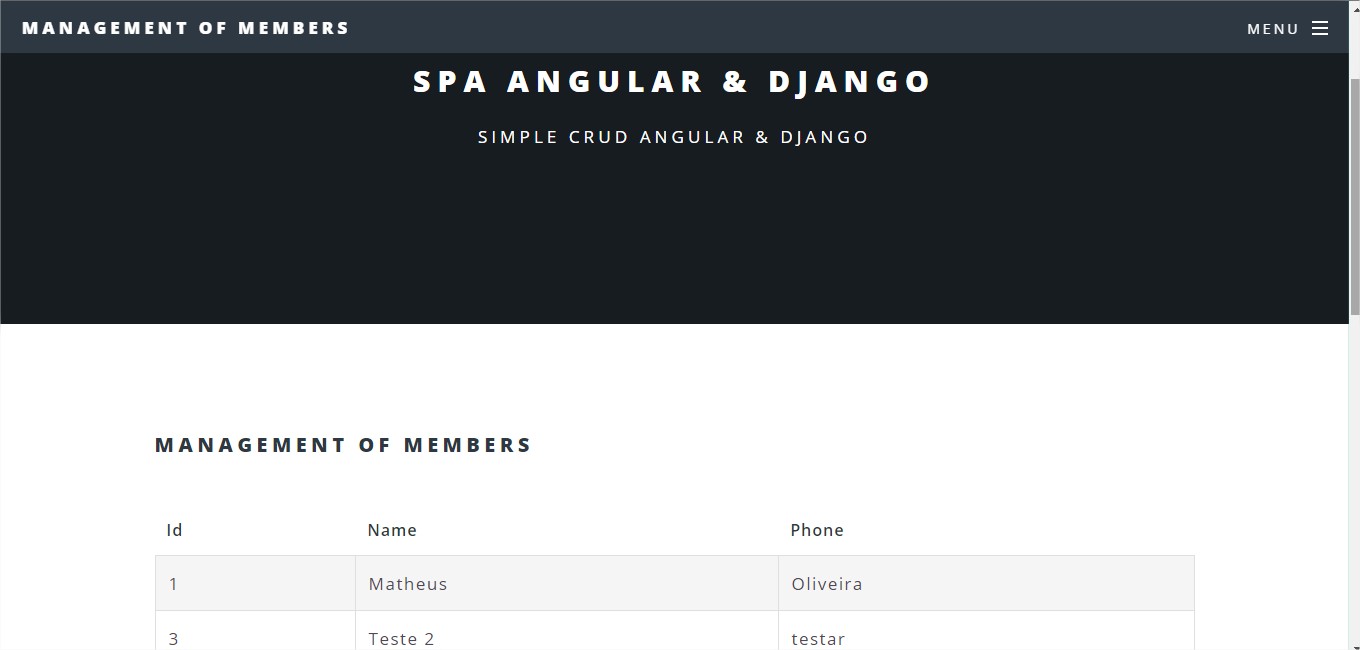 MANAGEMENT OF MEMBERS
MENU
SPA ANGULAR & DJANGO
SIMPLE CRUD ANGULAR & DJANGO
MANAGEMENT OF MEMBERS
Id Name Phone
1 Matheus Oliveira
3 Teste 2 testar